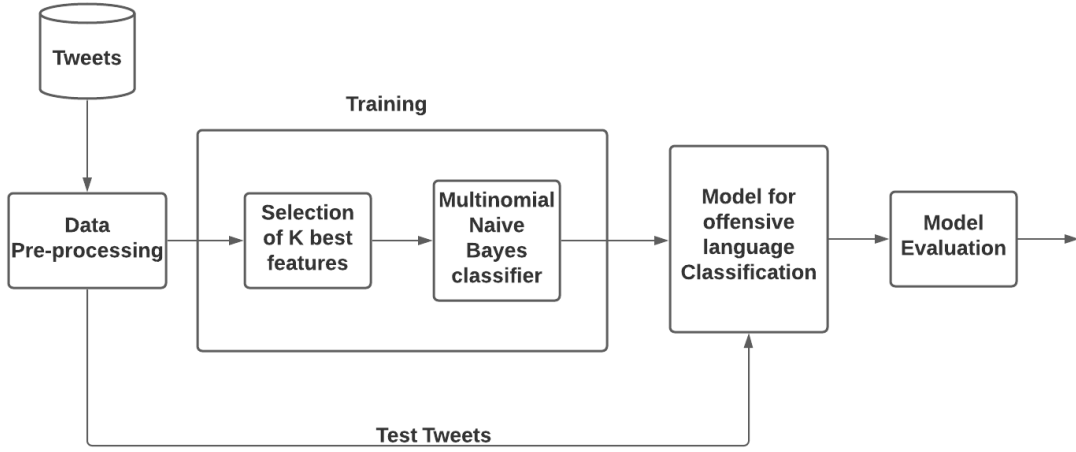 Tweets
Training
Data
Pre-processing
Selection
of K best
features
Multinomial
Naive
Bayes
classifier
Model for
offensive
language
Classification
Model
Evaluation
Test Tweets